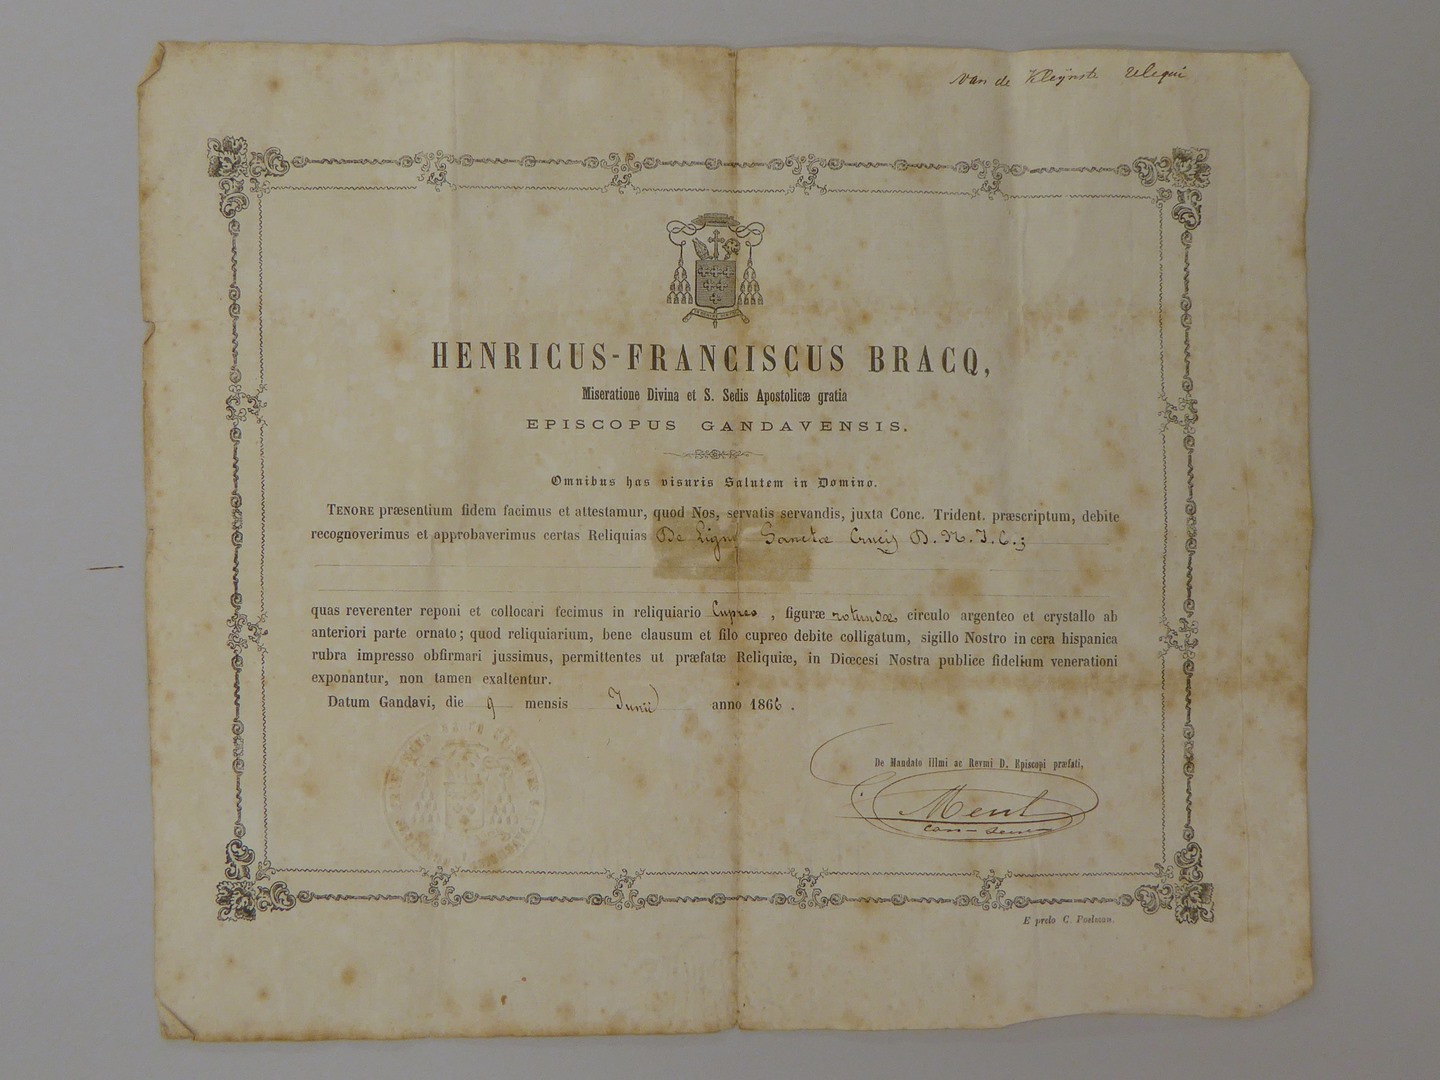 van de Kleÿnste reliqui
HENRICUS-FRANCISCUS BRACQ,
Miseratione Divina et S. Sedis Apostolicæ gratia
EPISCOPUS GANDAVENSIS.
Omnibus has visuris Salutem in Domino.
TENORE præsentium fidem facimus et attestamur, quod Nos, servatis servandis, juxta Conc. Trident. præscriptum, debite
recognoverimus et approbaverimus certas Reliquias De Ligno Sanctæ Crucis D. N. J. C.;
quas reverenter reponi et collocari fecimus in reliquiario Cupreo , figuræ rotundæ, circulo argenteo et crystallo ab
anteriori parte ornato; quod reliquiarium, bene clausum et filo cupreo debite colligatum, sigillo Nostro in cera hispanica
rubra impresso obfirmari jussimus, permittentes ut præfatæ Reliquiæ, in Diœcesi Nostra publice fidelium venerationi
exponantur, non tamen exaltentur.
Datum Gandavi, die 9 mensis Junii anno 1866 .
De Mandato Illmi ac Revmi D. Episcopi præfati,
E prelo C. Poelman.